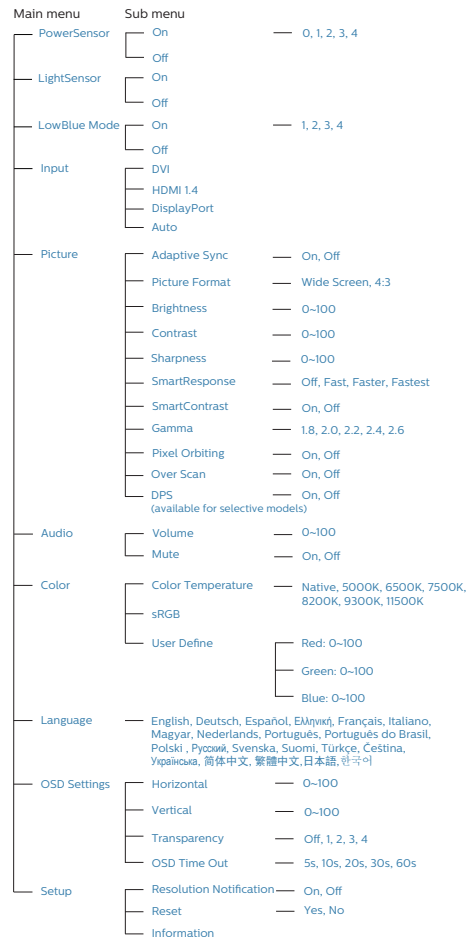 Main menu Sub menu
PowerSensor On 0, 1, 2, 3, 4
Off
LightSensor On
Off
LowBlue Mode On 1, 2, 3, 4
Off
Input DVI
HDMI 1.4
DisplayPort
Auto
Picture Adaptive Sync On, Off
Picture Format Wide Screen, 4:3
Brightness 0~100
Contrast 0~100
Sharpness 0~100
SmartResponse Off, Fast, Faster, Fastest
SmartContrast On, Off
Gamma 1.8, 2.0, 2.2, 2.4, 2.6
Pixel Orbiting On, Off
Over Scan On, Off
DPS On, Off
(available for selective models)
Audio Volume 0~100
Mute On, Off
Color Color Temperature Native, 5000K, 6500K, 7500K,
8200K, 9300K, 11500K
sRGB
User Define Red: 0~100
Green: 0~100
Blue: 0~100
Language English, Deutsch, Español, Ελληνική, Français, Italiano,
Magyar, Nederlands, Português, Português do Brasil,
Polski , Русский, Svenska, Suomi, Türkçe, Čeština,
Українська, 简体中文, 繁體中文,日本語,한국어
OSD Settings Horizontal 0~100
Vertical 0~100
Transparency Off, 1, 2, 3, 4
OSD Time Out 5s, 10s, 20s, 30s, 60s
Setup Resolution Notification On, Off
Reset Yes, No
Information